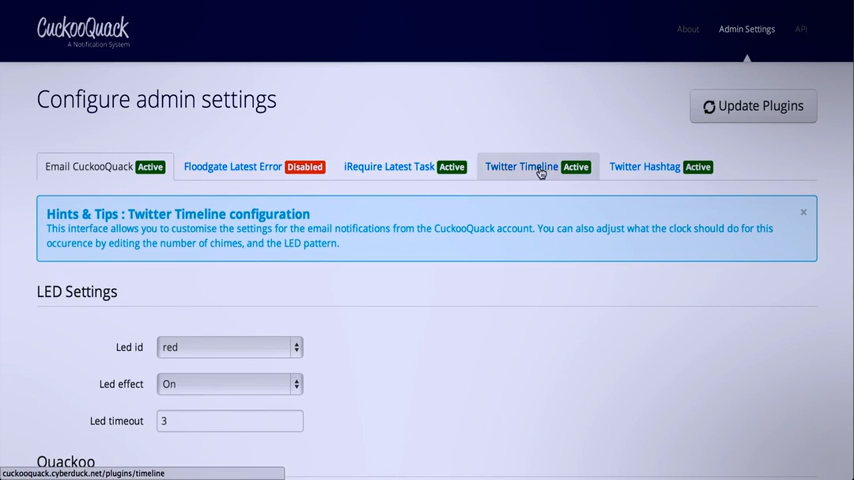 CuckooQuack
A Notification System
About Admin Settings API
Configure admin settings
Update Plugins
Email CuckooQuack Active Floodgate Latest Error Disabled iRequire Latest Task Active Twitter Timeline Active Twitter Hashtag Active
Hints & Tips : Twitter Timeline configuration ×
This interface allows you to customise the settings for the email notifications from the CuckooQuack account. You can also adjust what the clock should do for this
occurence by editing the number of chimes, and the LED pattern.
LED Settings
Led id red
Led effect On
Led timeout 3
Quackoo
cuckooquack.cyberduck.net/plugins/timeline